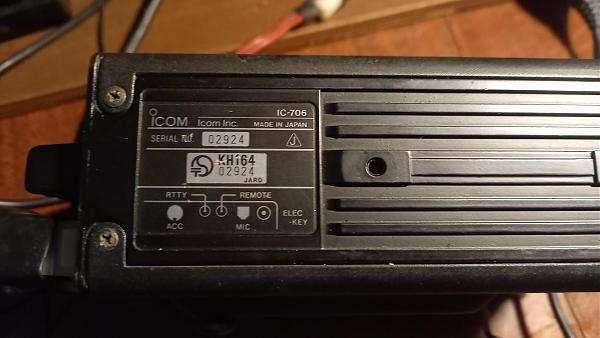 ICOM Icom Inc. IC-706
MADE IN JAPAN
SERIAL NO. 02924
J
KH164
02924
JARD
RTTY REMOTE
ACC MIC ELEC
-KEY